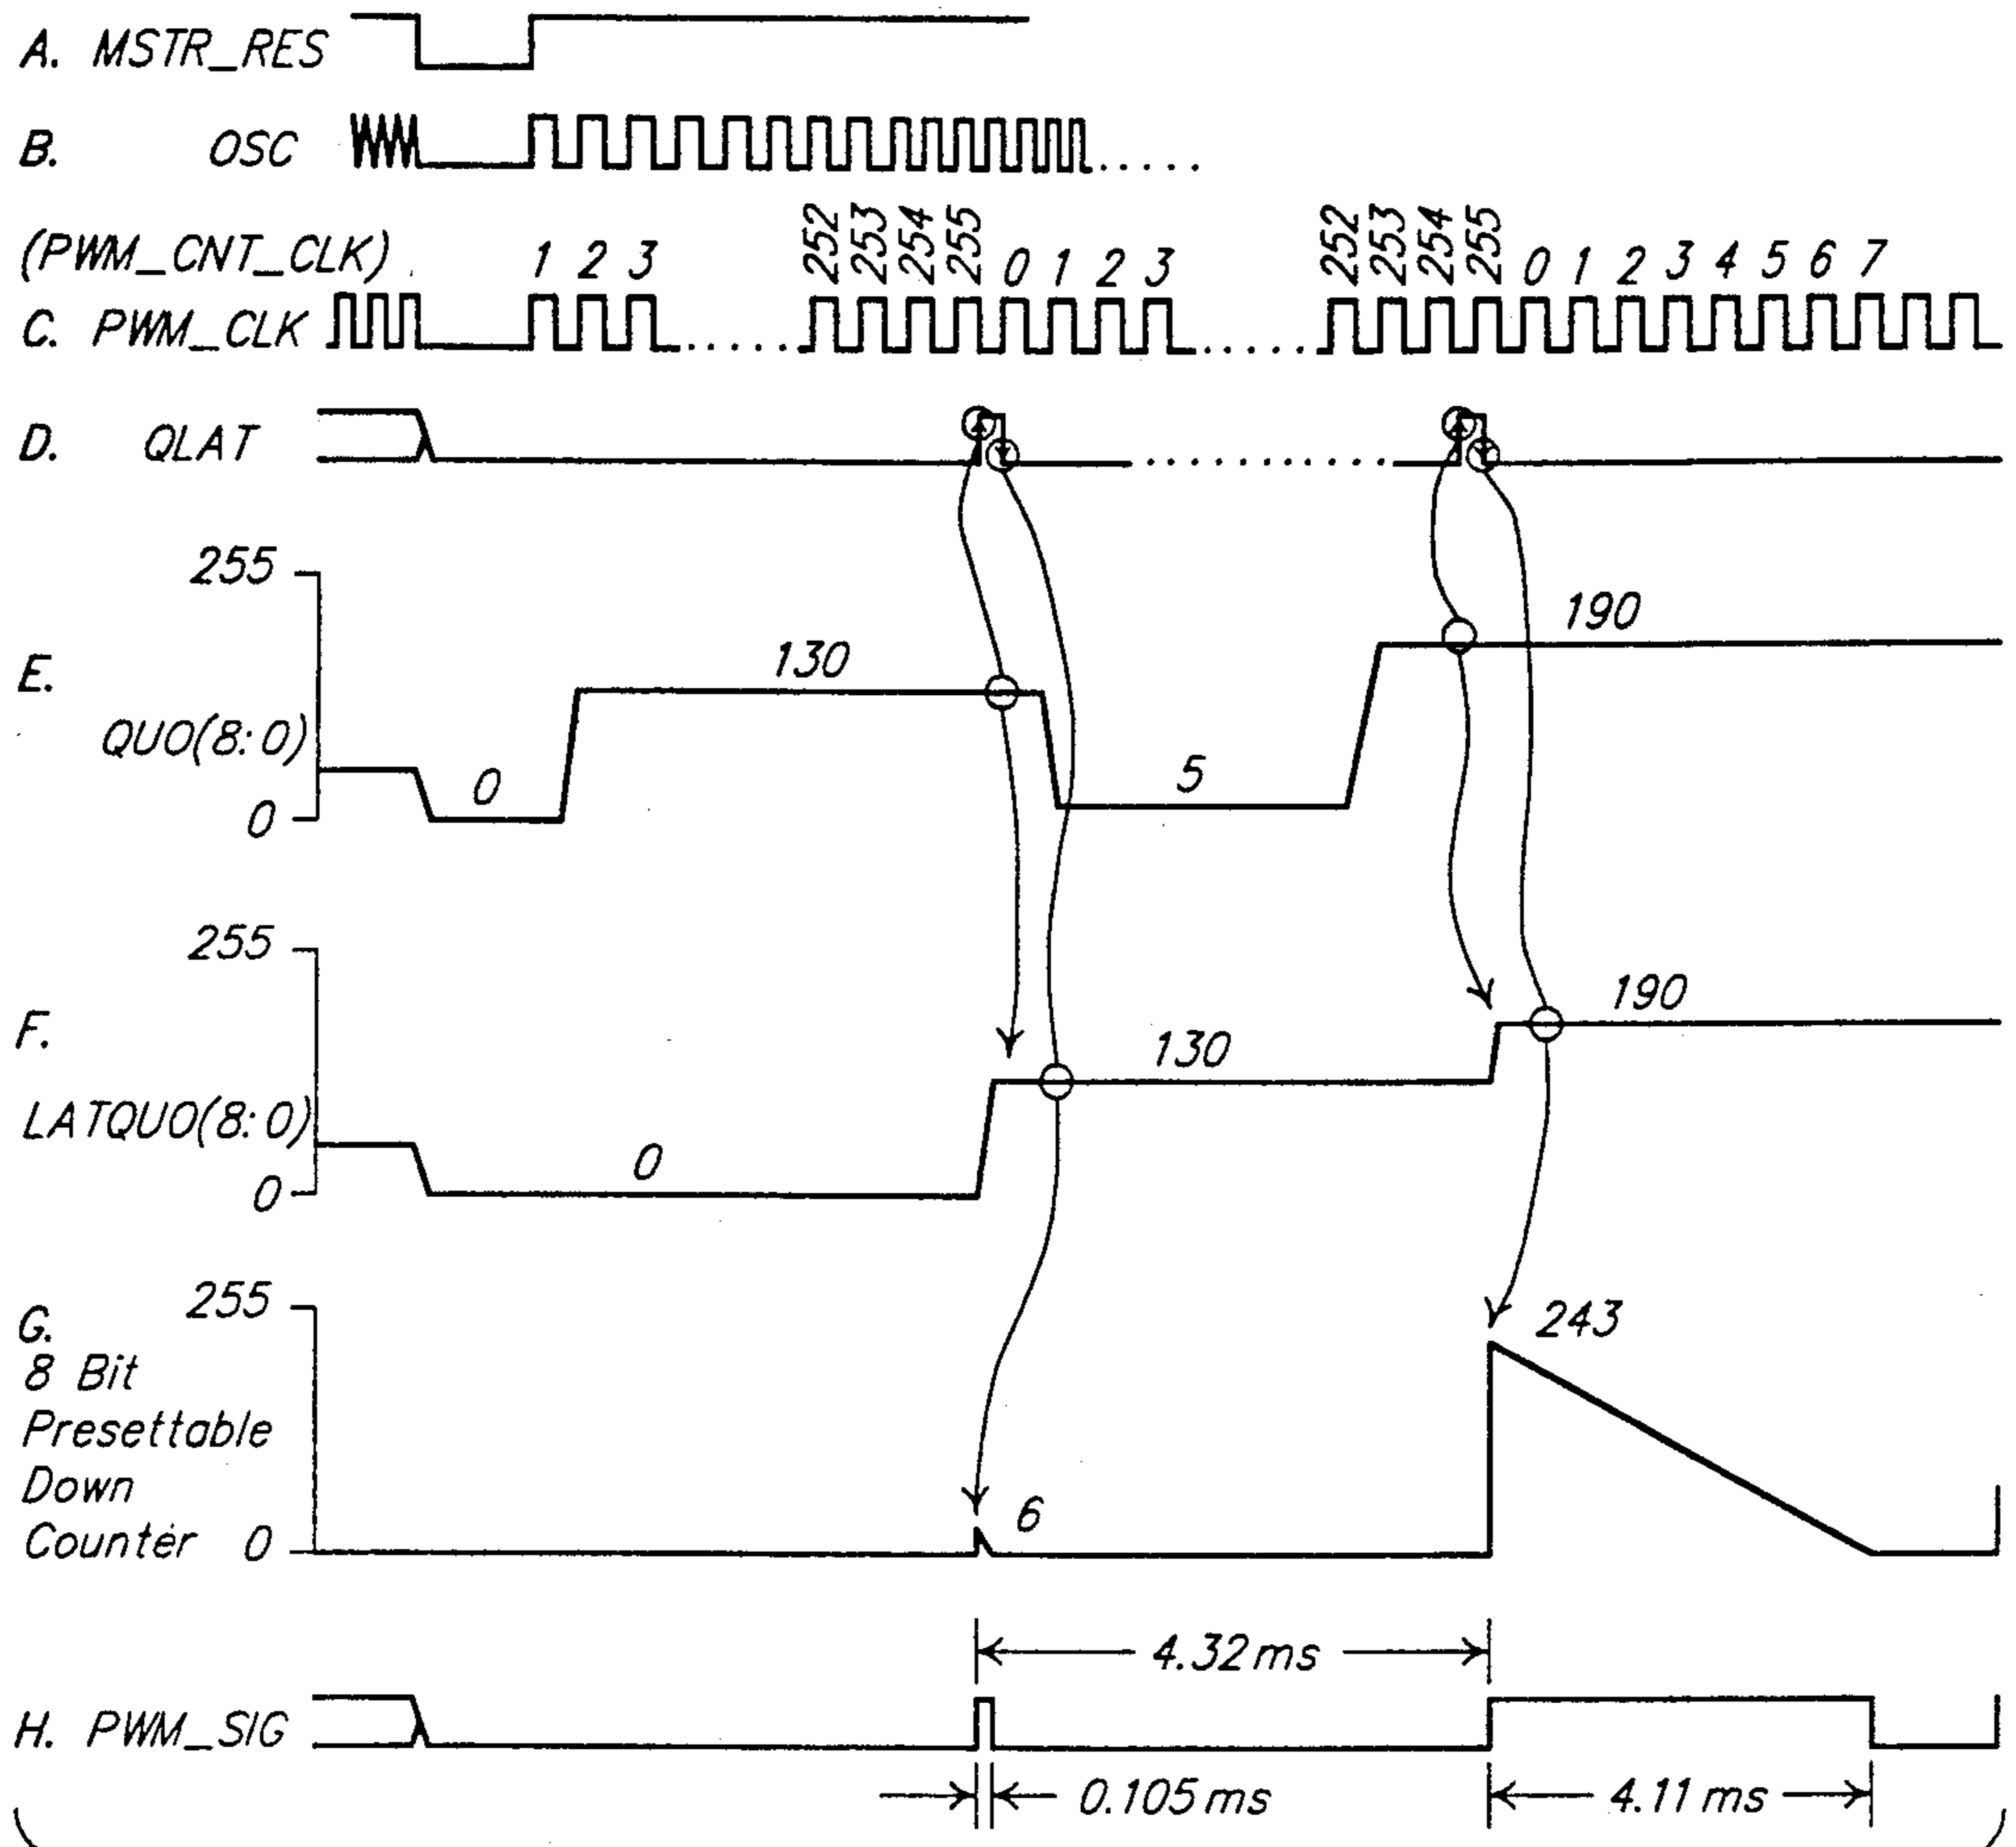 A. MSTR_RES
B. OSC
(PWM_CNT_CLK) 1 2 3 252 253 254 255 0 1 2 3 252 253 254 255 0 1 2 3 4 5 6 7
C. PWM_CLK
D. QLAT
255
190
130
E.
QUO(8:0)
0
5
0
255
190
F.
130
LATQUO(8:0)
0
0
255
243
G.
8 Bit
Presettable
Down
6
Counter 0
4.32ms
H. PWM_SIG
0.105ms
4.11ms